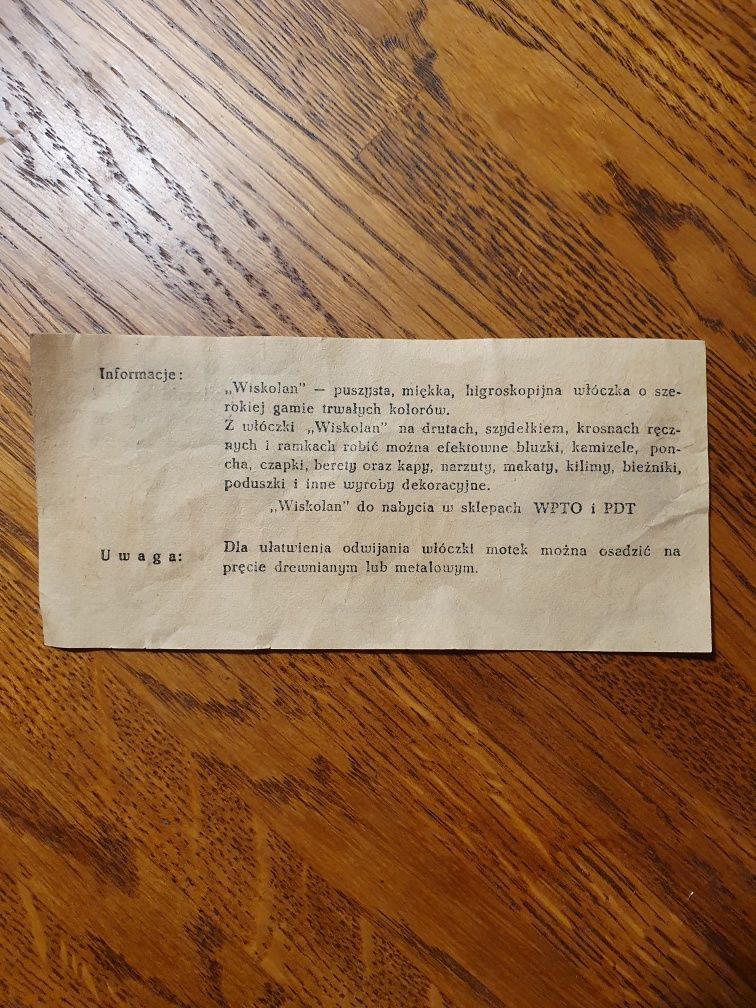 Informacje:
„Wiskolan” — puszysta, miękka, higroskopijna włóczka o sze-
rokiej gamie trwałych kolorów.
Z włóczki „Wiskolan” na drutach, szydełkiem, krosnach ręcz-
nych i ramkach robić można efektowne bluzki, kamizele, pon-
cha, czapki, berety oraz kapy, narzuty, makaty, kilimy, bieżniki,
poduszki i inne wyroby dekoracyjne.
„Wiskolan” do nabycia w sklepach WPTO i PDT
Uwaga: Dla ułatwienia odwijania włóczki motek można osadzić na
pręcie drewnianym lub metalowym.